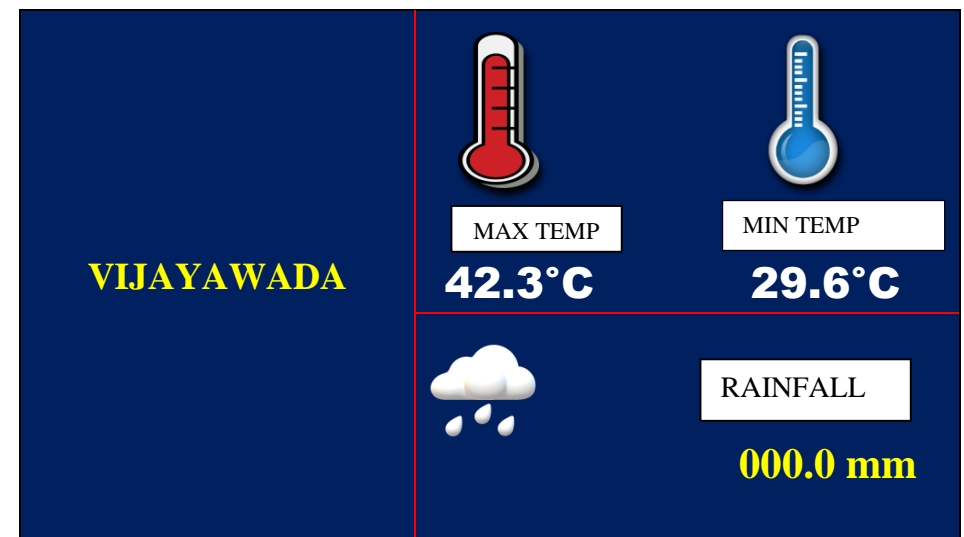 VIJAYAWADA
MAX TEMP
42.3°C
MIN TEMP
29.6°C
RAINFALL
000.0 mm